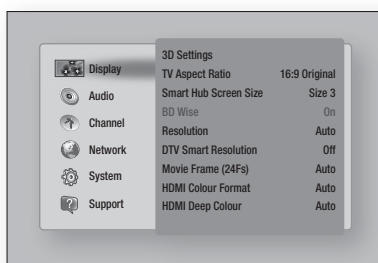 Display
Audio
Channel
Network
System
Support
3D Settings
TV Aspect Ratio 16:9 Original
Smart Hub Screen Size Size 3
BD Wise On
Resolution Auto
DTV Smart Resolution Off
Movie Frame (24Fs) Auto
HDMI Colour Format Auto
HDMI Deep Colour Auto